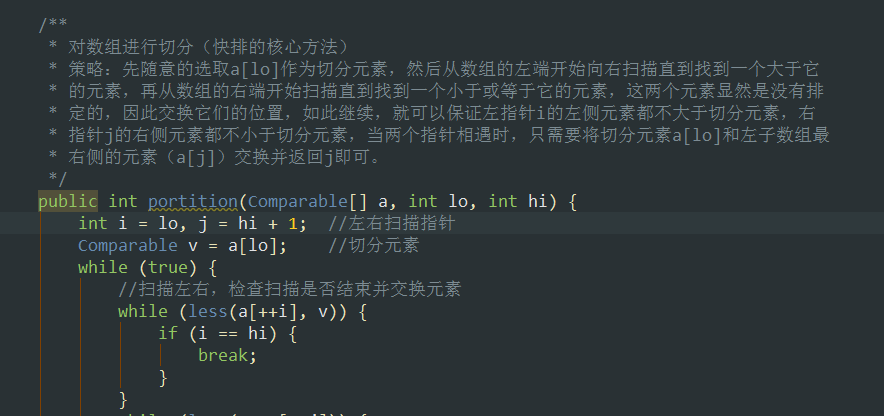 /**
 * 对数组进行切分（快排的核心方法）
 * 策略：先随意的选取a[lo]作为切分元素，然后从数组的左端开始向右扫描直到找到一个大于它
 * 的元素，再从数组的右端开始扫描直到找到一个小于或等于它的元素，这两个元素显然是没有排
 * 定的，因此交换它们的位置，如此继续，就可以保证左指针i的左侧元素都不大于切分元素，右
 * 指针j的右侧元素都不小于切分元素，当两个指针相遇时，只需要将切分元素a[lo]和左子数组最
 * 右侧的元素（a[j]）交换并返回j即可。
 */
public int portition(Comparable[] a, int lo, int hi) {
    int i = lo, j = hi + 1;  //左右扫描指针
    Comparable v = a[lo];    //切分元素
    while (true) {
        //扫描左右，检查扫描是否结束并交换元素
        while (less(a[++i], v)) {
            if (i == hi) {
                break;
            }
        }